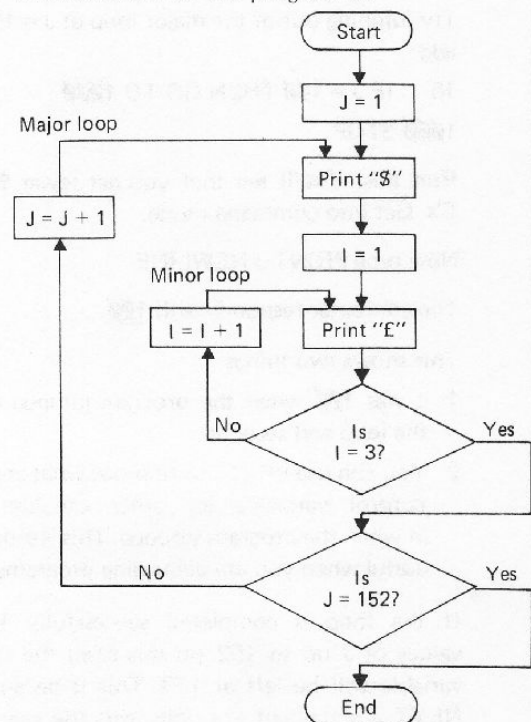 Start
J = 1
Major loop
Print "$"
J = J + 1
I = 1
Minor loop
I = I + 1
Print "£"
No
Is
I = 3?
Yes
No
Is
J = 152?
Yes
End